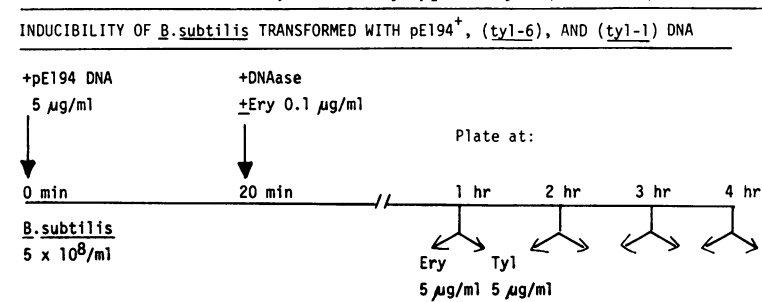 INDUCIBILITY OF B.subtilis TRANSFORMED WITH pE194+, (tyl-6), AND (tyl-1) DNA
+pE194 DNA
5 µg/ml
+DNAase
±Ery 0.1 µg/ml
Plate at:
0 min 20 min 1 hr 2 hr 3 hr 4 hr
B.subtilis
5 x 10⁸/ml
Ery Tyl
5 µg/ml 5 µg/ml